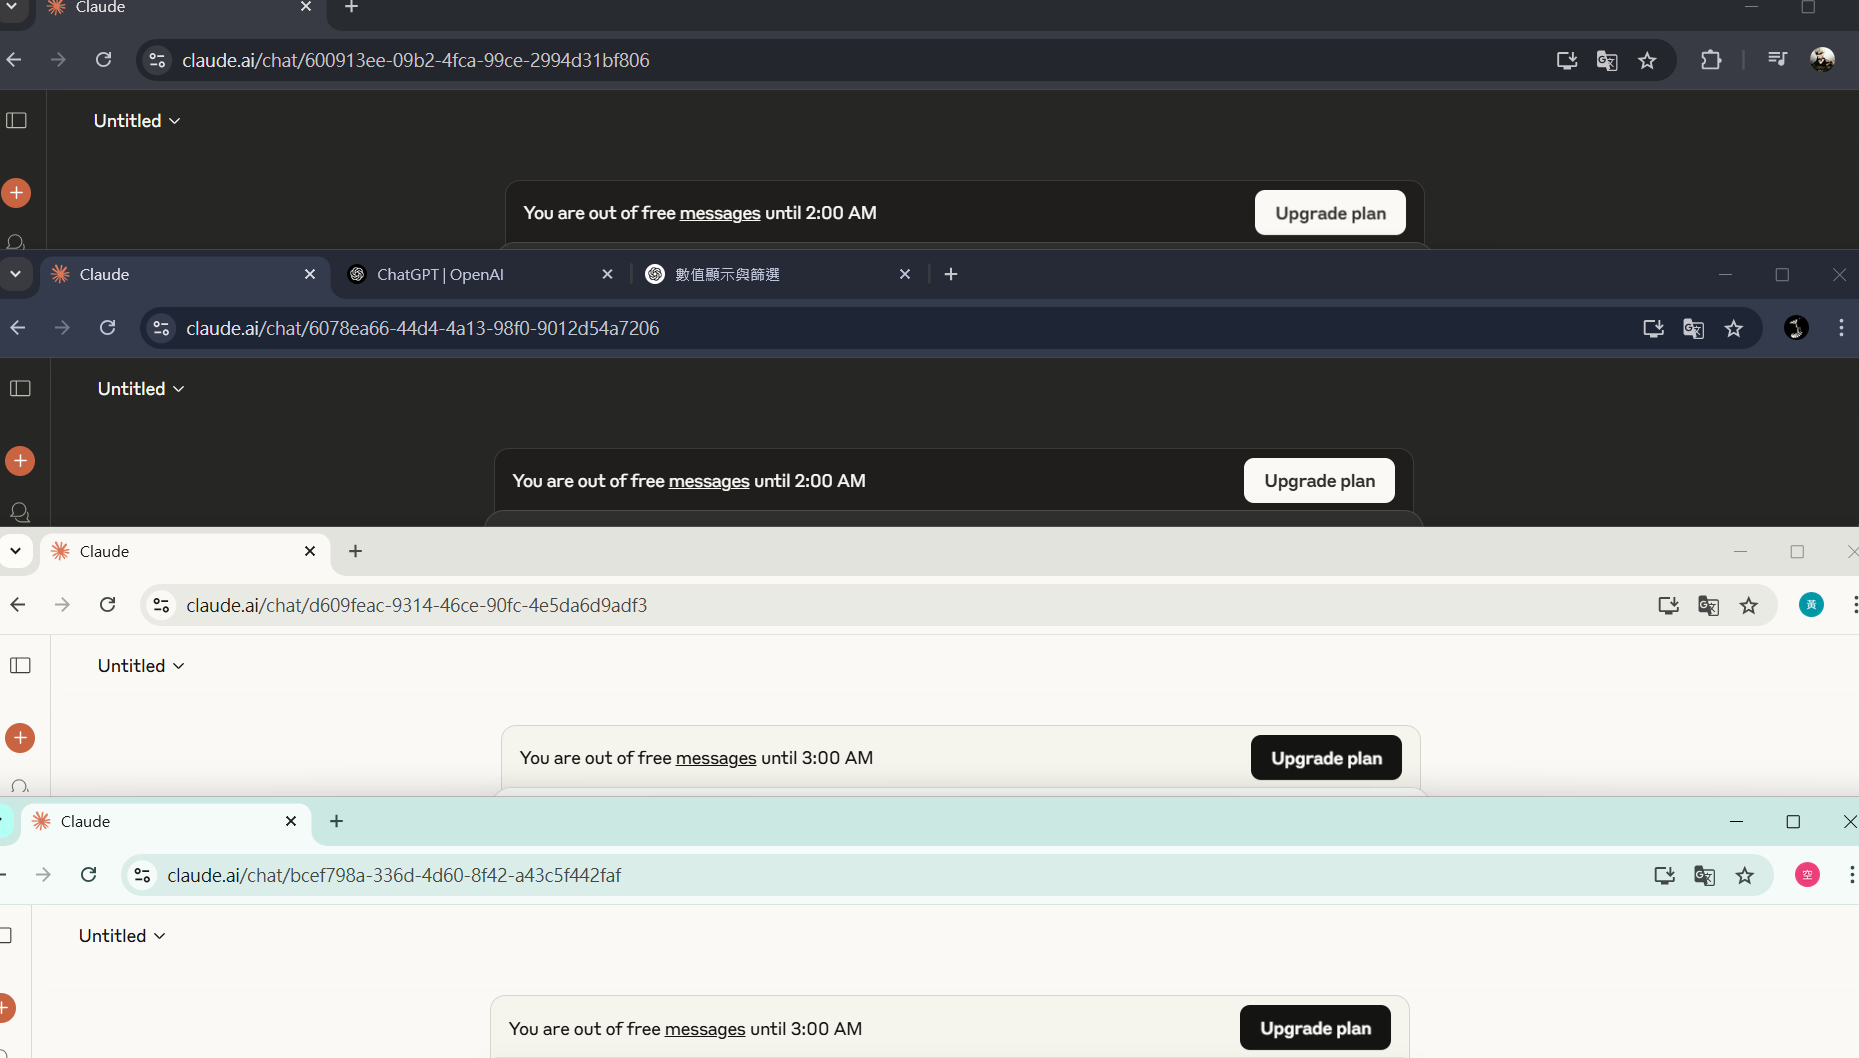 Claude
claude.ai/chat/600913ee-09b2-4fca-99ce-2994d31bf806
Untitled
You are out of free messages until 2:00 AM
Upgrade plan
Claude
ChatGPT | OpenAI
數值顯示與篩選
claude.ai/chat/6078ea66-44d4-4a13-98f0-9012d54a7206
Untitled
You are out of free messages until 2:00 AM
Upgrade plan
Claude
claude.ai/chat/d609feac-9314-46ce-90fc-4e5da6d9adf3
黃
Untitled
You are out of free messages until 3:00 AM
Upgrade plan
Claude
claude.ai/chat/bcef798a-336d-4d60-8f42-a43c5f442faf
空
Untitled
You are out of free messages until 3:00 AM
Upgrade plan